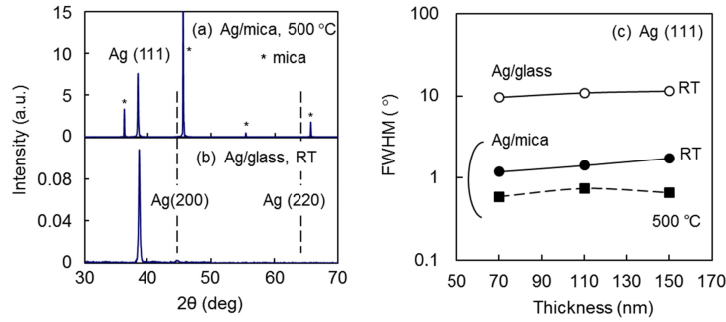 (a) Ag/mica, 500 ℃
Ag (111)
* mica
*
*
*
*
15
10
5
0
(b) Ag/glass, RT
Ag(200)
Ag (220)
0.08
0.04
0
Intensity (a.u.)
30 40 50 60 70
2θ (deg)
(c) Ag (111)
Ag/glass
RT
Ag/mica
RT
500 ℃
100
10
1
0.1
FWHM (°)
50 70 90 110 130 150 170
Thickness (nm)